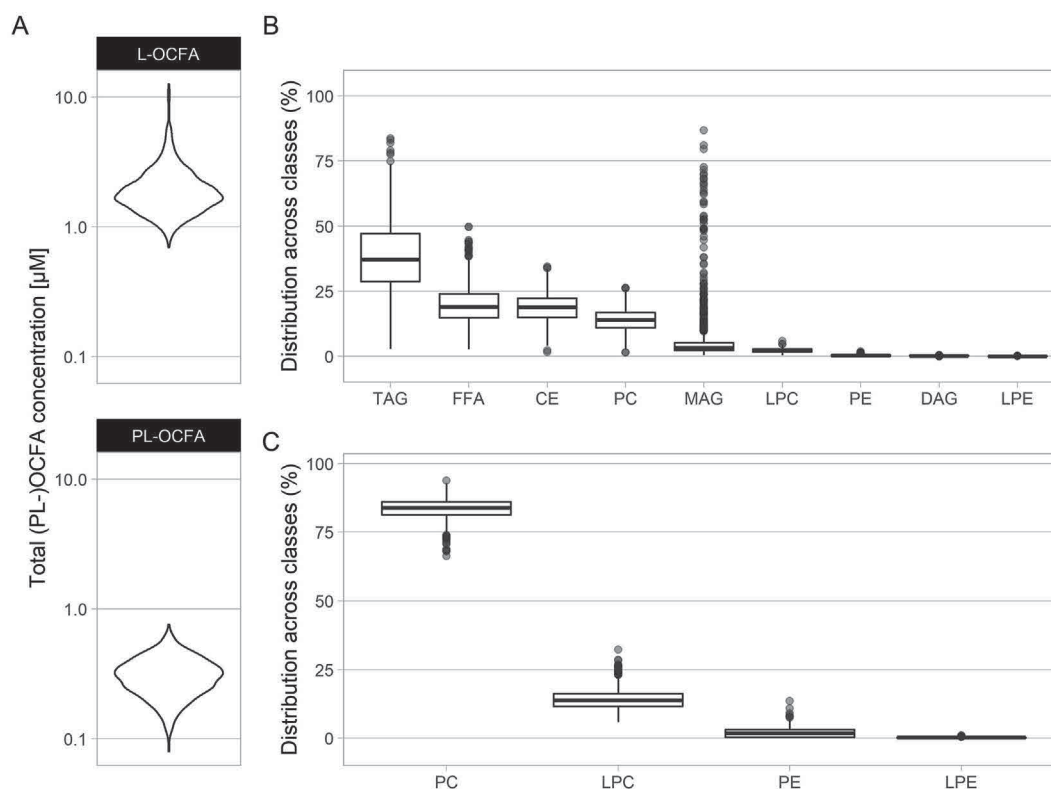 A
L-OCFA
10.0
1.0
0.1
PL-OCFA
10.0
1.0
0.1
Total (PL-)OCFA concentration [µM]
B
Distribution across classes (%)
100
75
50
25
0
TAG FFA CE PC MAG LPC PE DAG LPE
C
Distribution across classes (%)
100
75
50
25
0
PC LPC PE LPE